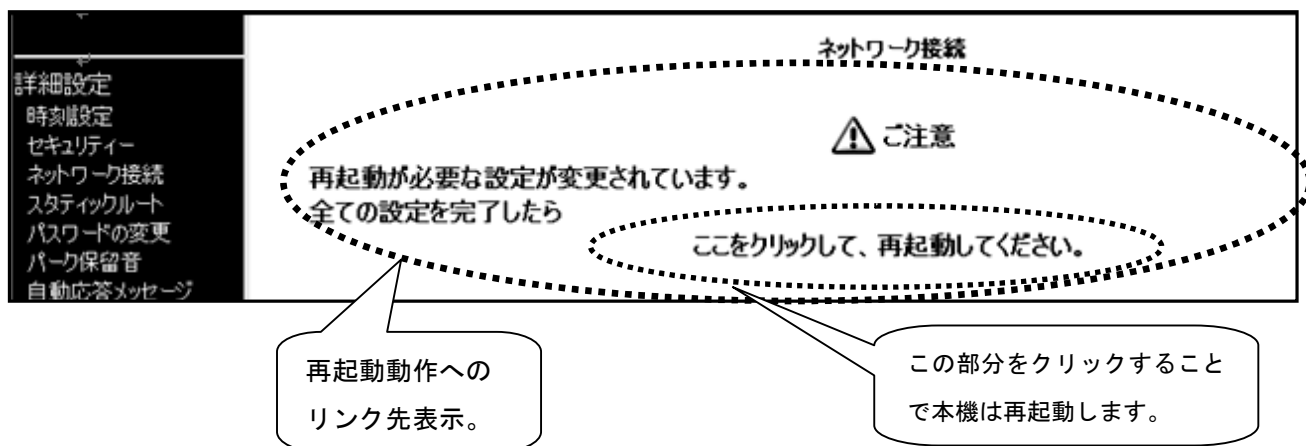 詳細設定
時刻設定
セキュリティー
ネットワーク接続
スタティックルート
パスワードの変更
パーク保留音
自動応答メッセージ
ネットワーク接続
ご注意
再起動が必要な設定が変更されています。
全ての設定を完了したら
ここをクリックして、再起動してください。
再起動動作への
リンク先表示。
この部分をクリックすること
で本機は再起動します。